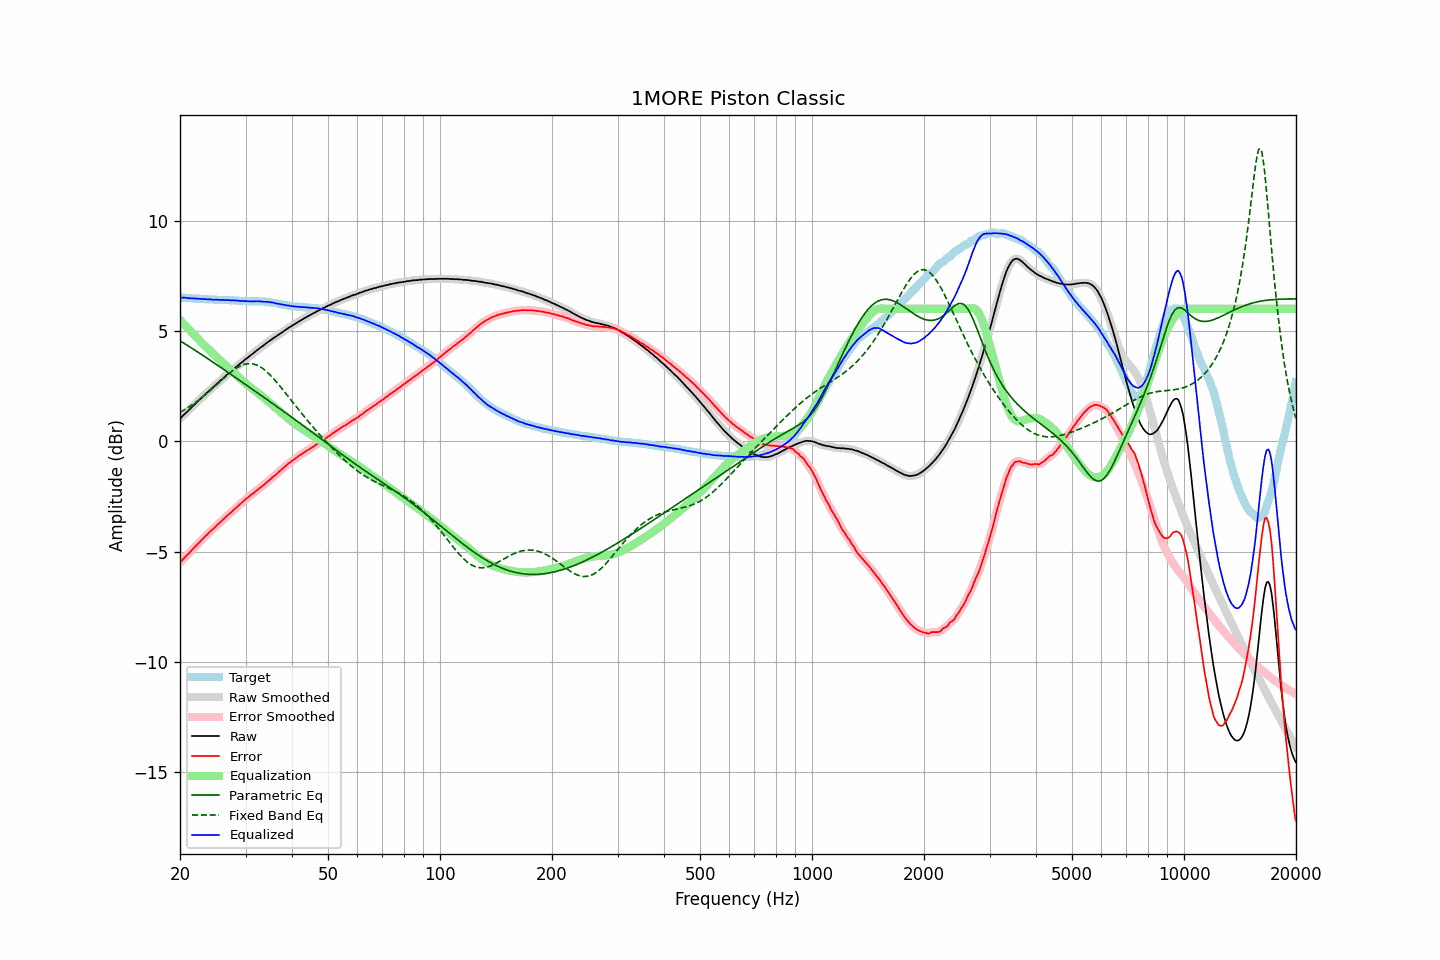 1MORE Piston Classic
Amplitude (dBr)
10
5
0
−5
−10
−15
Target
Raw Smoothed
Error Smoothed
Raw
Error
Equalization
Parametric Eq
Fixed Band Eq
Equalized
20 50 100 200 500 1000 2000 5000 10000 20000
Frequency (Hz)